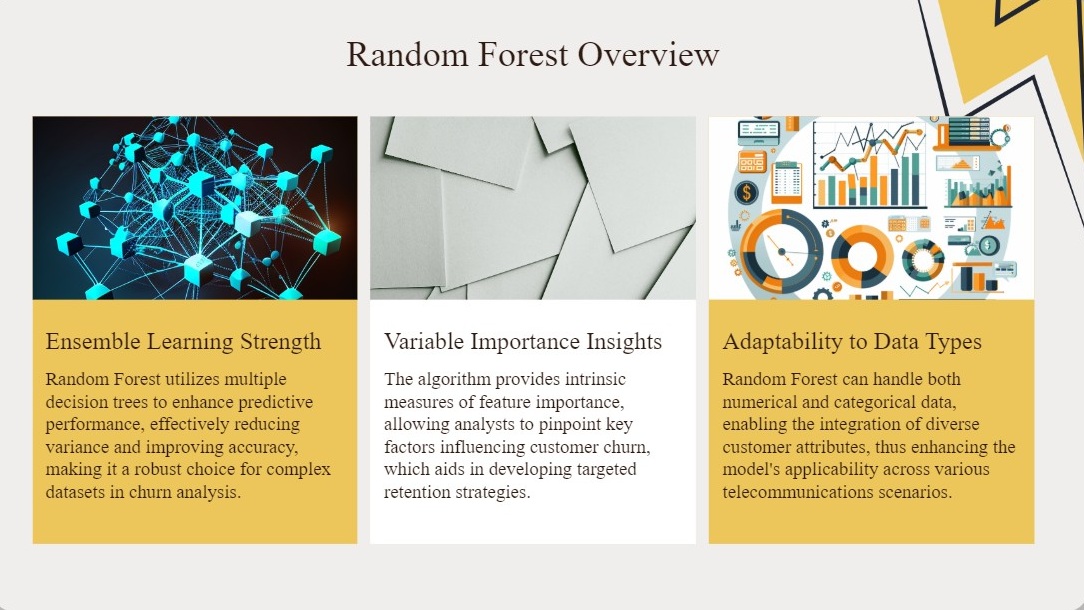 Random Forest Overview
Ensemble Learning Strength
Random Forest utilizes multiple
decision trees to enhance predictive
performance, effectively reducing
variance and improving accuracy,
making it a robust choice for complex
datasets in churn analysis.
Variable Importance Insights
The algorithm provides intrinsic
measures of feature importance,
allowing analysts to pinpoint key
factors influencing customer churn,
which aids in developing targeted
retention strategies.
Adaptability to Data Types
Random Forest can handle both
numerical and categorical data,
enabling the integration of diverse
customer attributes, thus enhancing the
model's applicability across various
telecommunications scenarios.